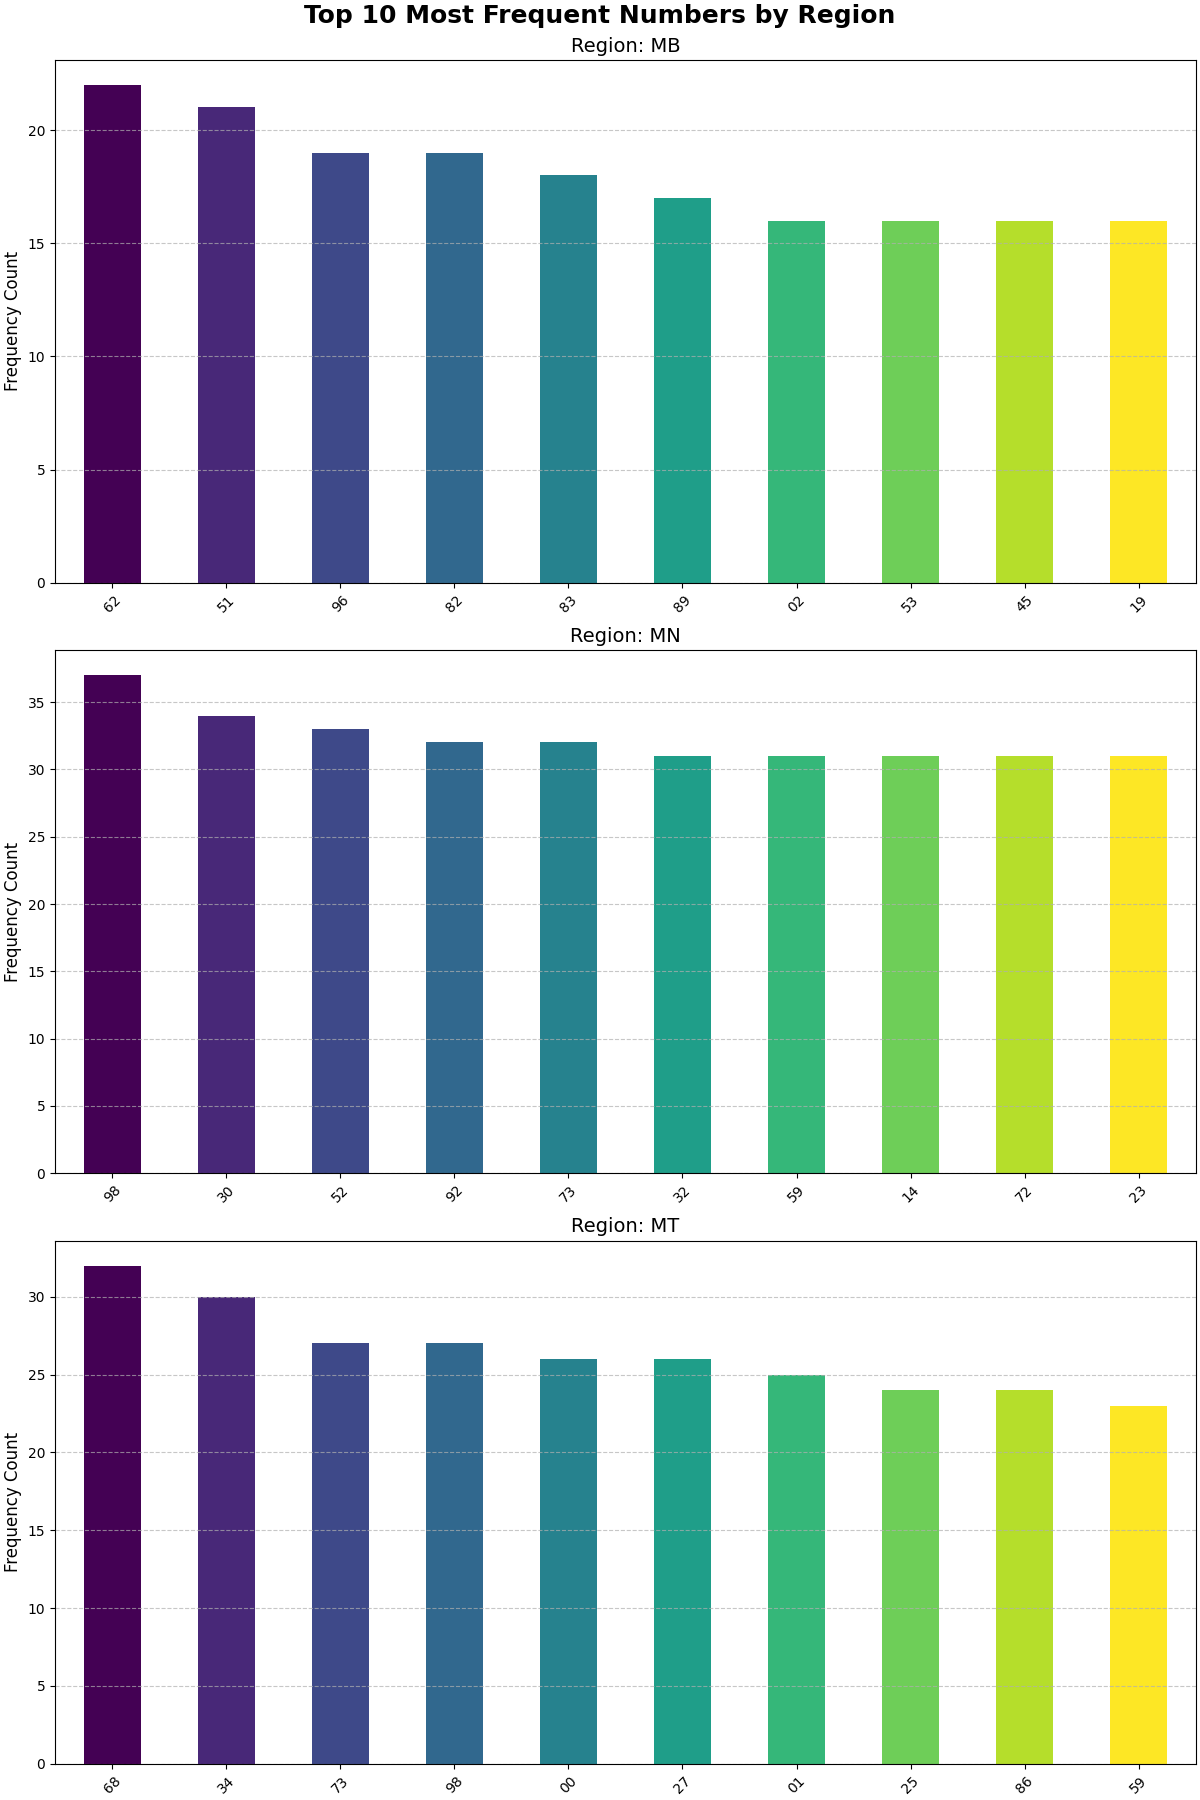 Top 10 Most Frequent Numbers by Region
Region: MB
Frequency Count
20
15
10
5
0
62 51 96 82 83 89 02 53 45 19
Region: MN
Frequency Count
35
30
25
20
15
10
5
0
98 30 52 92 73 32 59 14 72 23
Region: MT
Frequency Count
30
25
20
15
10
5
0
68 34 73 98 00 27 01 25 86 59